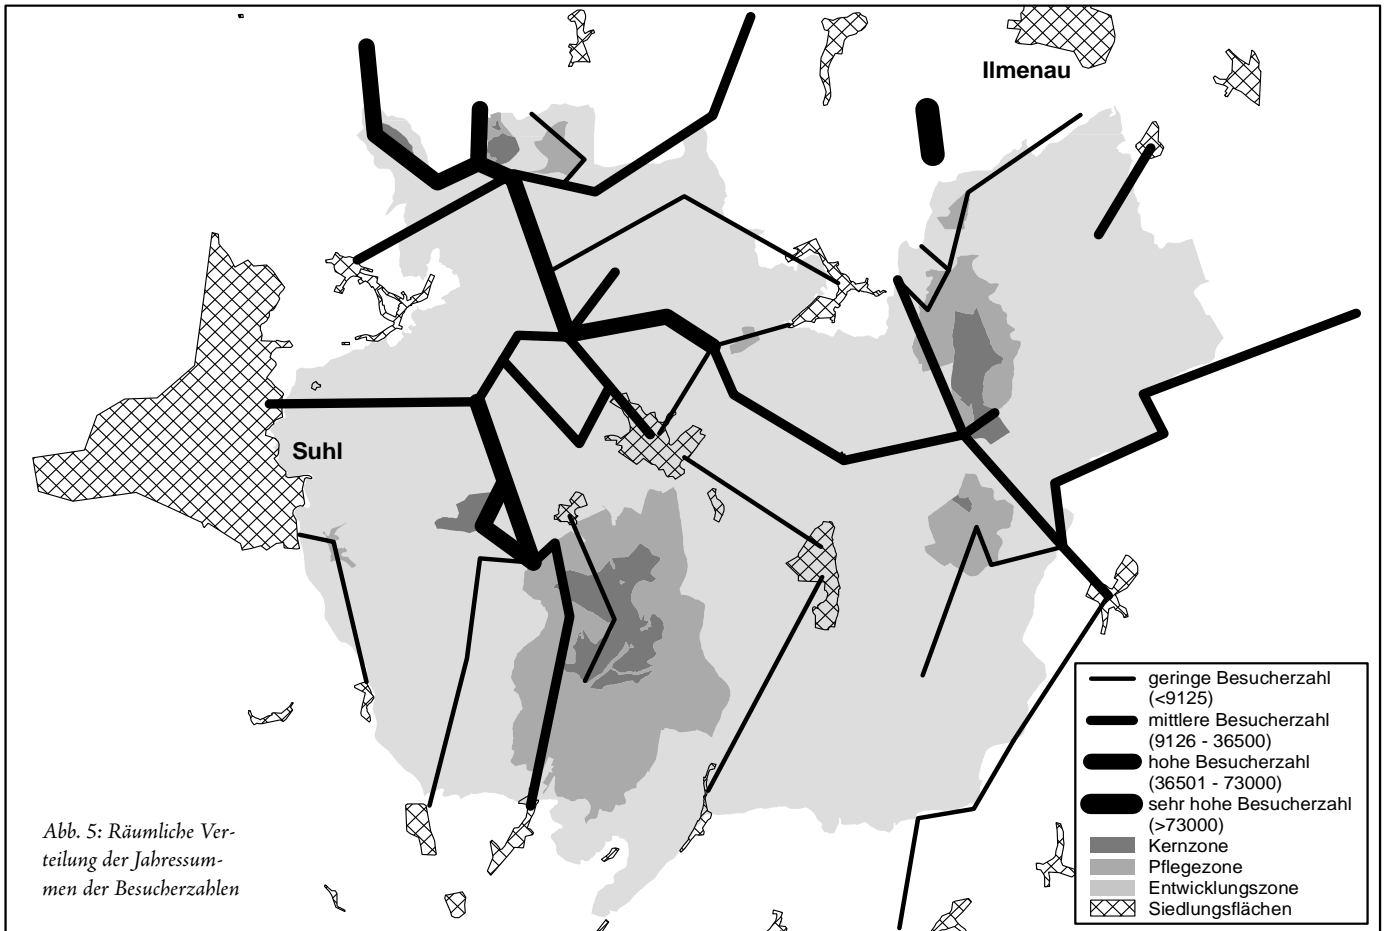 Ilmenau
Suhl
geringe Besucherzahl
(<9125)
mittlere Besucherzahl
(9126 - 36500)
hohe Besucherzahl
(36501 - 73000)
sehr hohe Besucherzahl
(>73000)
Kernzone
Pflegezone
Entwicklungszone
Siedlungsflächen
Abb. 5: Räumliche Ver-
teilung der Jahressum-
men der Besucherzahlen